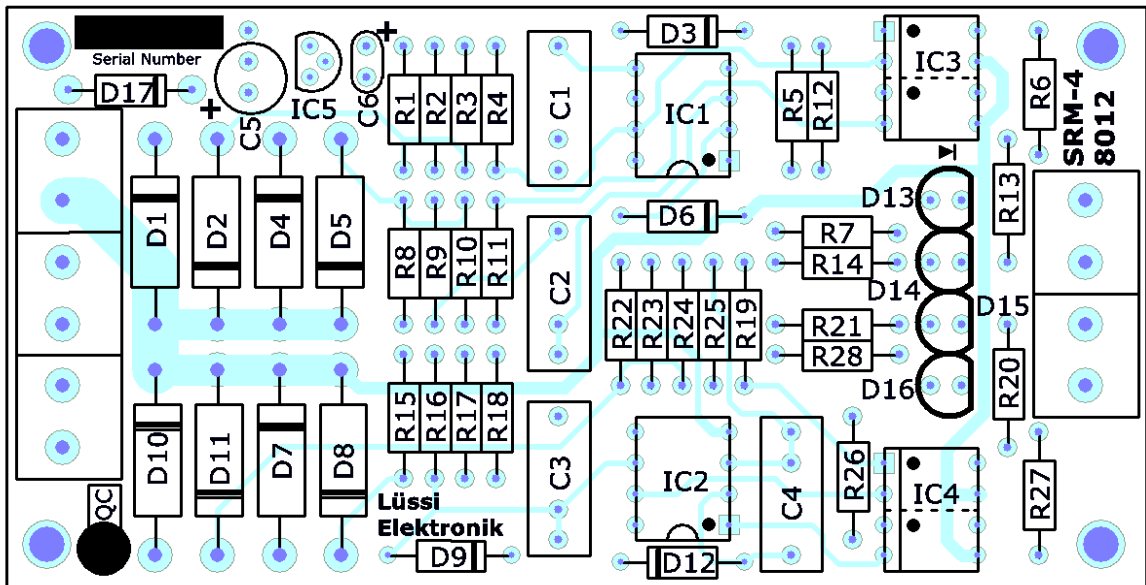 Serial Number
D17
+
C5
IC5
C6
+
R1
R2
R3
R4
C1
D3
IC1
R5
R12
IC3
R6
SRM-4
8012
D1
D2
D4
D5
R8
R9
R10
R11
C2
D6
D13
R13
R7
R14
D14
D15
R22
R23
R24
R25
R19
R21
R28
D16
R20
D10
D11
D7
D8
R15
R16
R17
R18
C3
IC2
C4
R26
IC4
R27
QC
Lüssi
Elektronik
D9
D12